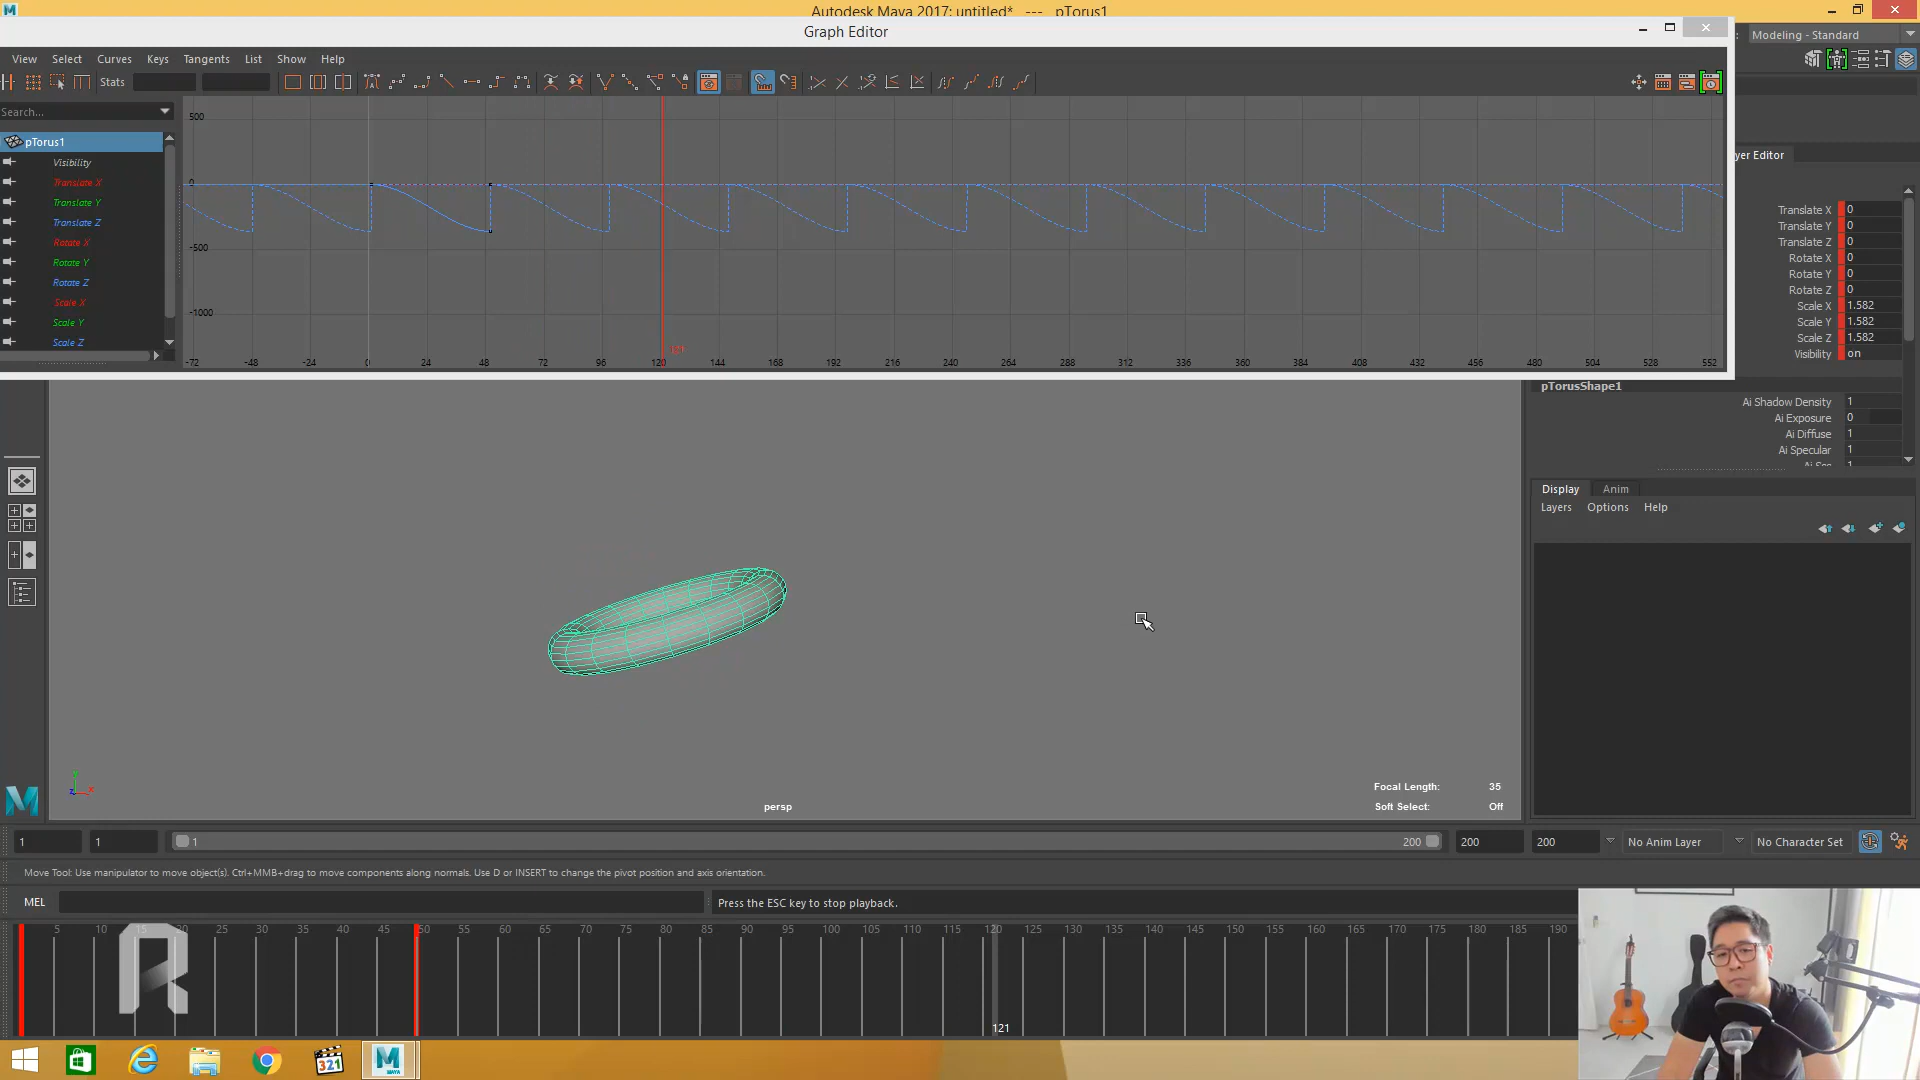 Autodesk Maya 2017: untitled* --- pTorus1
Graph Editor
Modeling - Standard
View Select Curves Keys Tangents List Show Help
Stats
Search...
pTorus1
Visibility
Translate X
Translate Y
Translate Z
Rotate X
Rotate Y
Rotate Z
Scale X
Scale Y
Scale Z
500
0
-500
-1000
-72 -48 -24 0 24 48 72 96 120 144 168 192 216 240 264 288 312 336 360 384 408 432 456 480 504 528 552
yer Editor
Translate X 0
Translate Y 0
Translate Z 0
Rotate X 0
Rotate Y 0
Rotate Z 0
Scale X 1.582
Scale Y 1.582
Scale Z 1.582
Visibility on
pTorusShape1
Ai Shadow Density 1
Ai Exposure 0
Ai Diffuse 1
Ai Specular 1
Display Anim
Layers Options Help
Focal Length: 35
Soft Select: Off
persp
1 1 1 200 200 200 No Anim Layer No Character Set
Move Tool: Use manipulator to move object(s). Ctrl+MMB+drag to move components along normals. Use D or INSERT to change the pivot position and axis orientation.
MEL Press the ESC key to stop playback.
5 10 15 20 25 30 35 40 45 50 55 60 65 70 75 80 85 90 95 100 105 110 115 120 125 130 135 140 145 150 155 160 165 170 175 180 185 190
121
R
321
M
MAYA